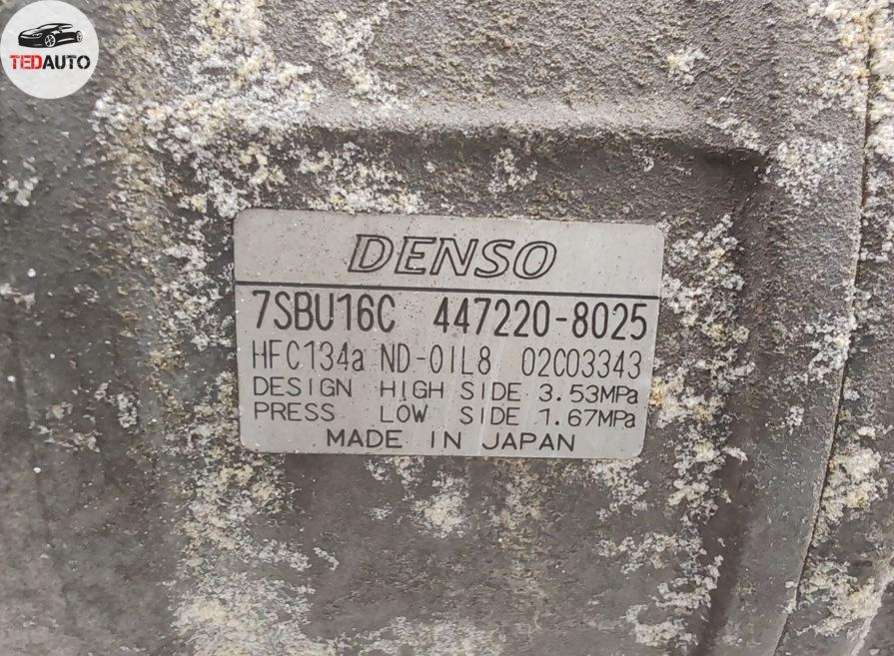 TEDAUTO
DENSO
7SBU16C 447220-8025
HFC134a ND-OIL8 02C03343
DESIGN HIGH SIDE 3.53MPa
PRESS LOW SIDE 1.67MPa
MADE IN JAPAN